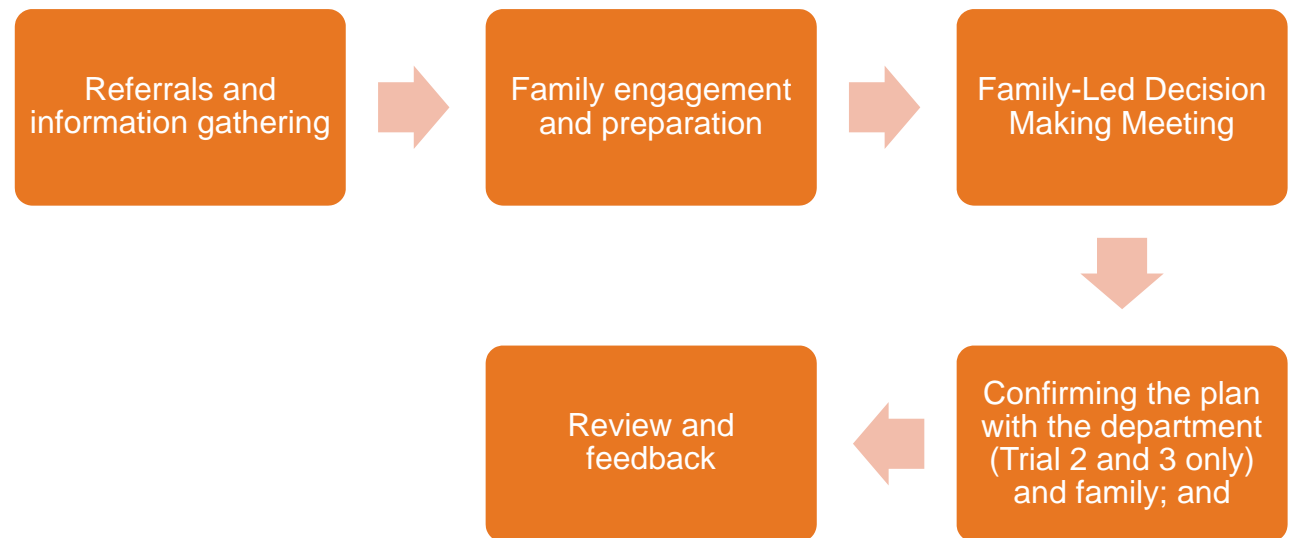 Referrals and
information gathering
Family engagement
and preparation
Family-Led Decision
Making Meeting
Confirming the plan
with the department
(Trial 2 and 3 only)
and family; and
Review and
feedback